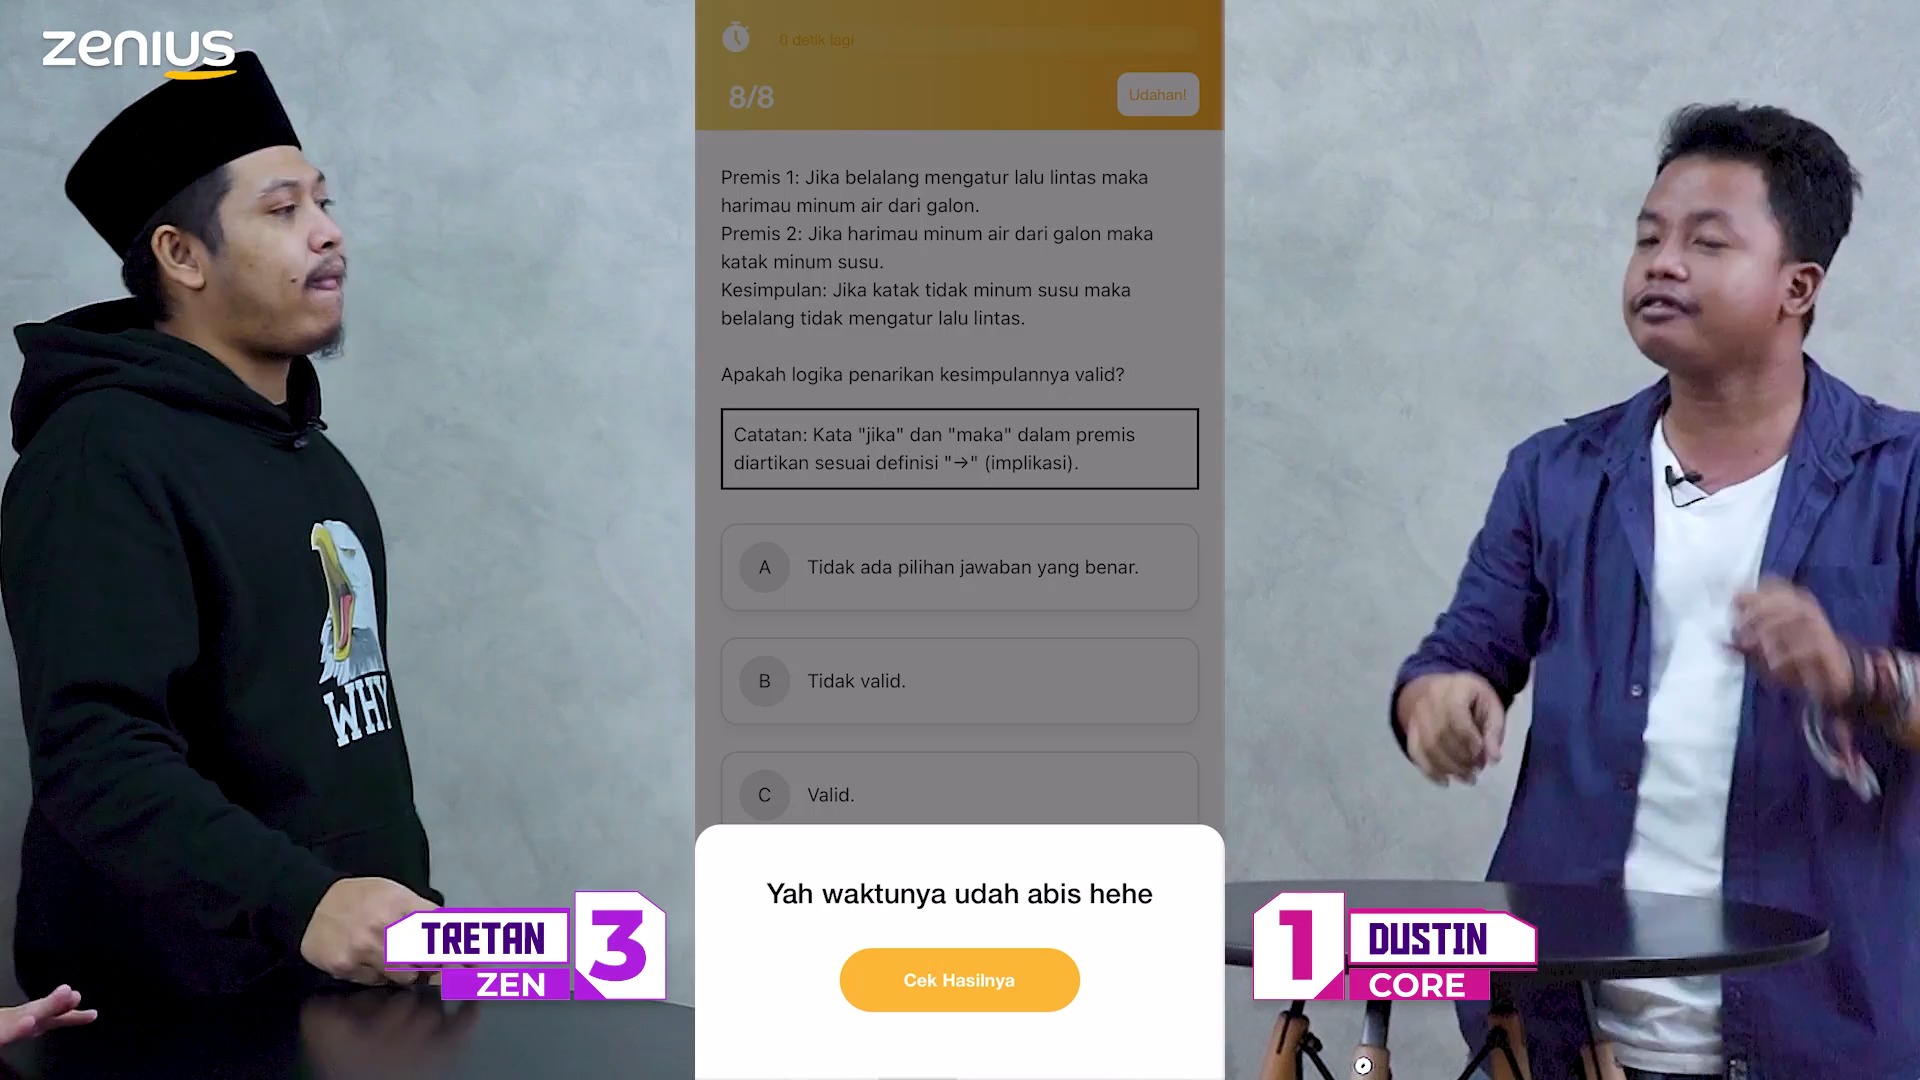 zenius
0 detik lagi
8/8
Udahan!
Premis 1: Jika belalang mengatur lalu lintas maka
harimau minum air dari galon.
Premis 2: Jika harimau minum air dari galon maka
katak minum susu.
Kesimpulan: Jika katak tidak minum susu maka
belalang tidak mengatur lalu lintas.
Apakah logika penarikan kesimpulannya valid?
Catatan: Kata "jika" dan "maka" dalam premis
diartikan sesuai definisi "→" (implikasi).
A Tidak ada pilihan jawaban yang benar.
B Tidak valid.
C Valid.
Yah waktunya udah abis hehe
Cek Hasilnya
WHY
TRETAN
ZEN
3
1
DUSTIN
CORE